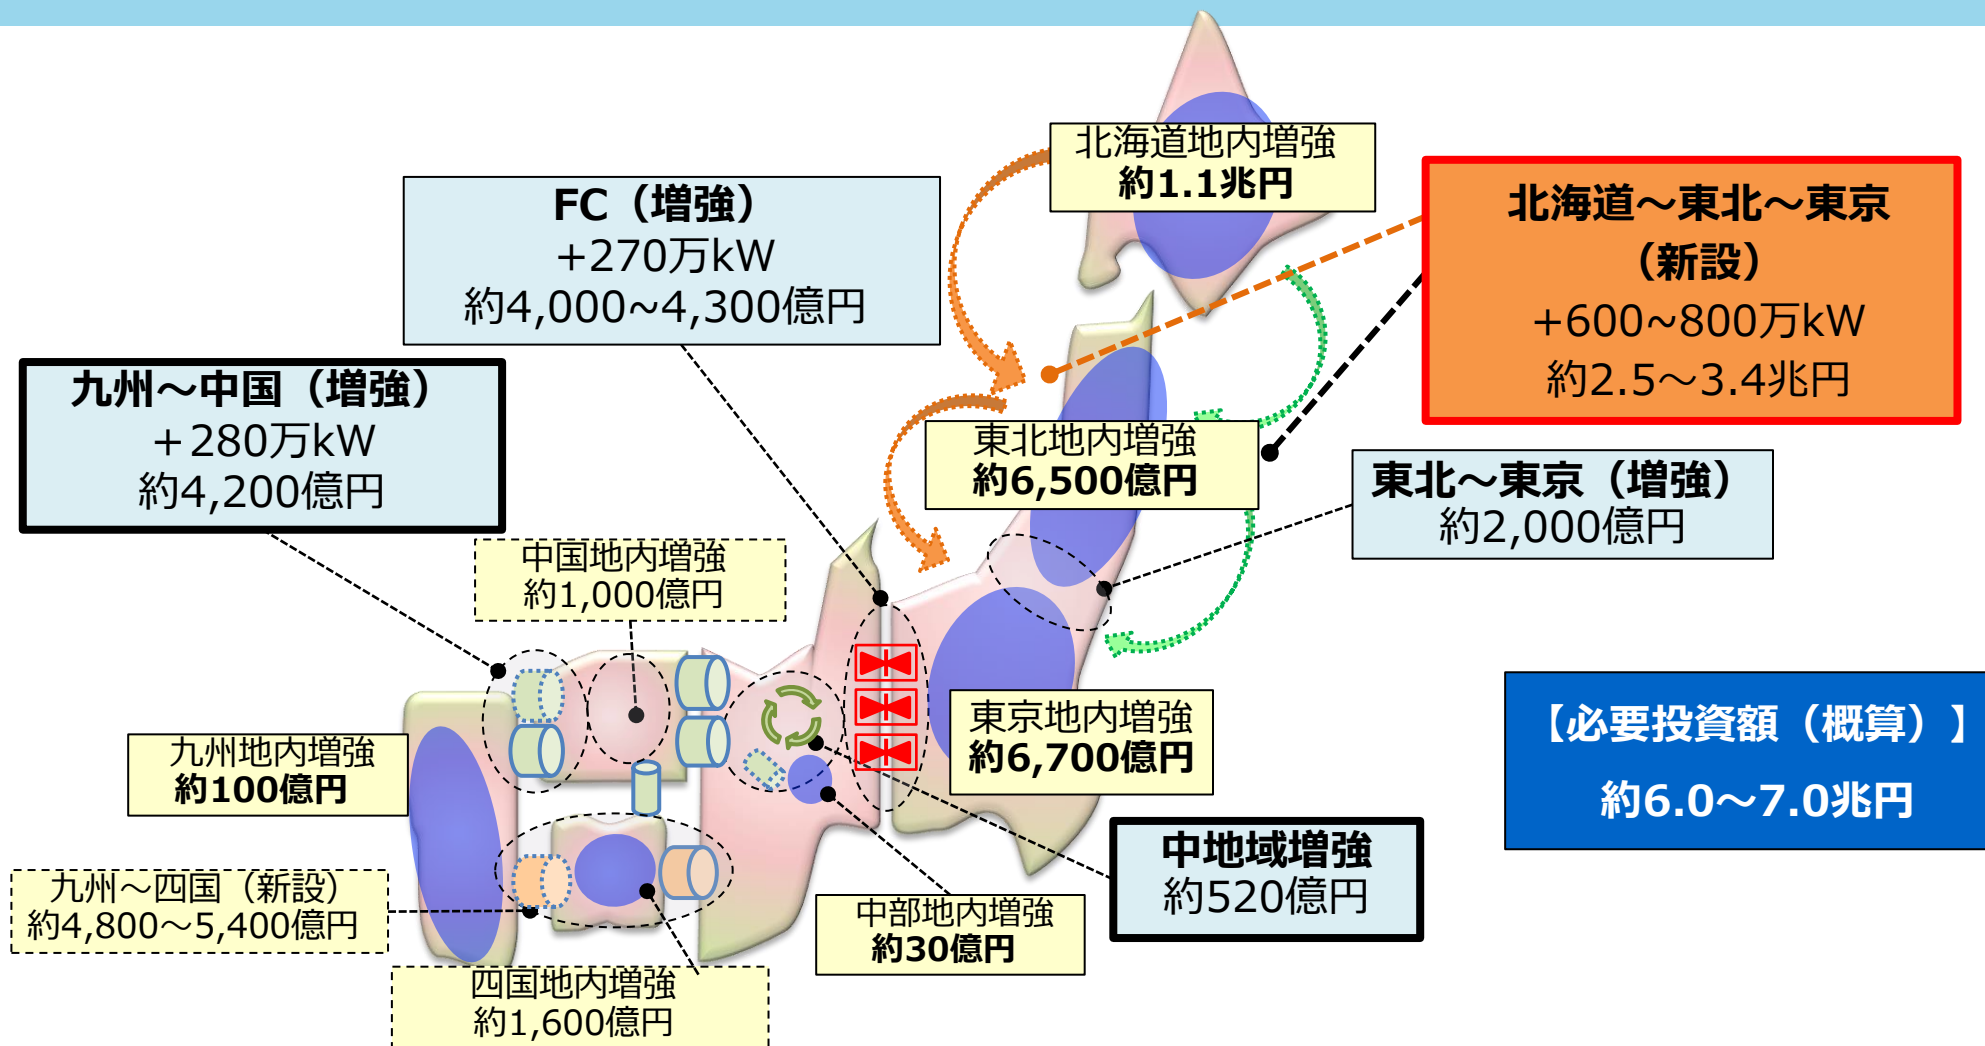 北海道地内増強
約1.1兆円
FC（増強）
+270万kW
約4,000~4,300億円
北海道～東北～東京
（新設）
+600~800万kW
約2.5～3.4兆円
九州～中国（増強）
＋280万kW
約4,200億円
東北地内増強
約6,500億円
東北～東京（増強）
約2,000億円
中国地内増強
約1,000億円
九州地内増強
約100億円
東京地内増強
約6,700億円
【必要投資額（概算）】
約6.0～7.0兆円
中地域増強
約520億円
九州～四国（新設）
約4,800～5,400億円
中部地内増強
約30億円
四国地内増強
約1,600億円